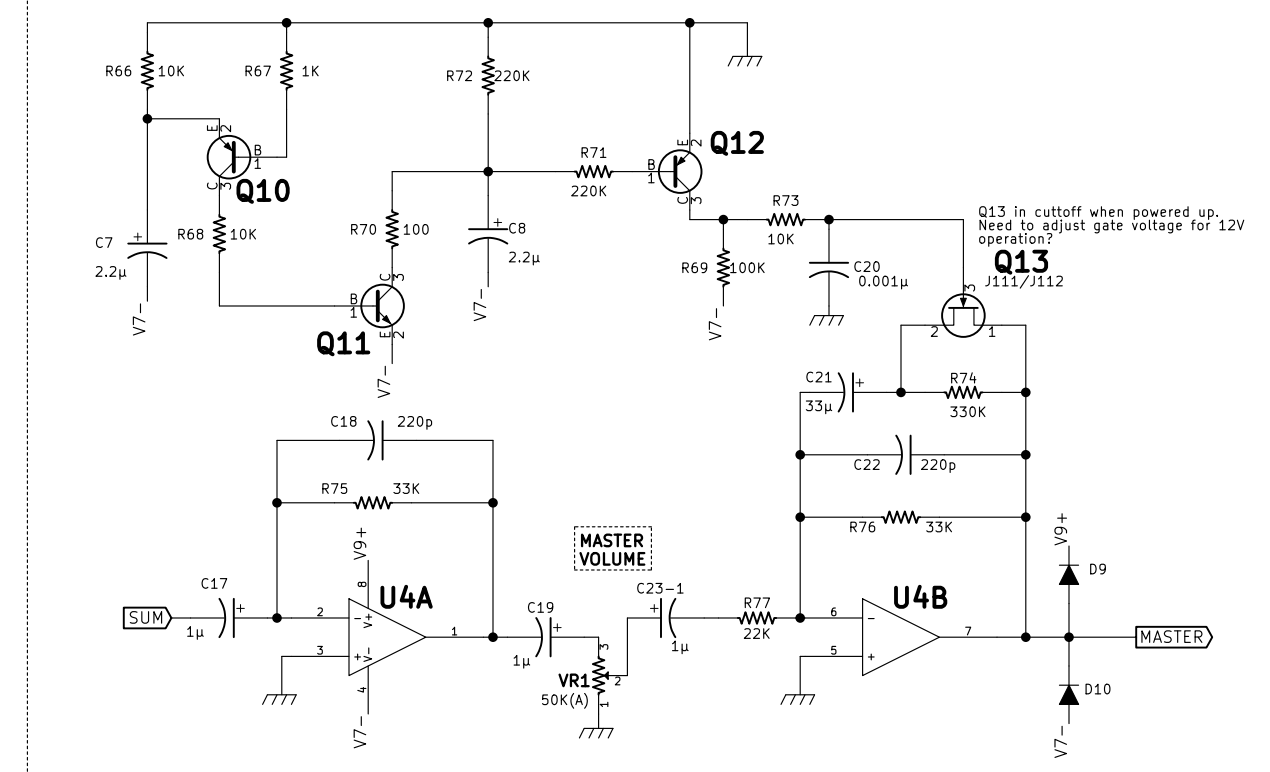 R66 10K
R67 1K
R72 220K
E 2
B 1
C 3
Q10
R68 10K
C7 +
2.2µ
V7-
R70 100
C 3
B 1
E 2
Q11
V7-
C8 +
2.2µ
V7-
R71
220K
E 2
B 1
C 3
Q12
R73
10K
R69 100K
V7-
C20
0.001µ
Q13 in cuttoff when powered up.
Need to adjust gate voltage for 12V
operation?
Q13
J111/J112
3
2 1
C21 +
33µ
R74
330K
C22 220p
R76 33K
C18 220p
R75 33K
V9+
8
U4A
C17
SUM + 2 - V+
1µ
3 + V- 1
4
V7-
C19
+
1µ
MASTER
VOLUME
3
VR1 2
50K(A) 1
C23-1
+
1µ
R77
22K
U4B
6 -
7
5 +
V9+
D9
MASTER
D10
V7-